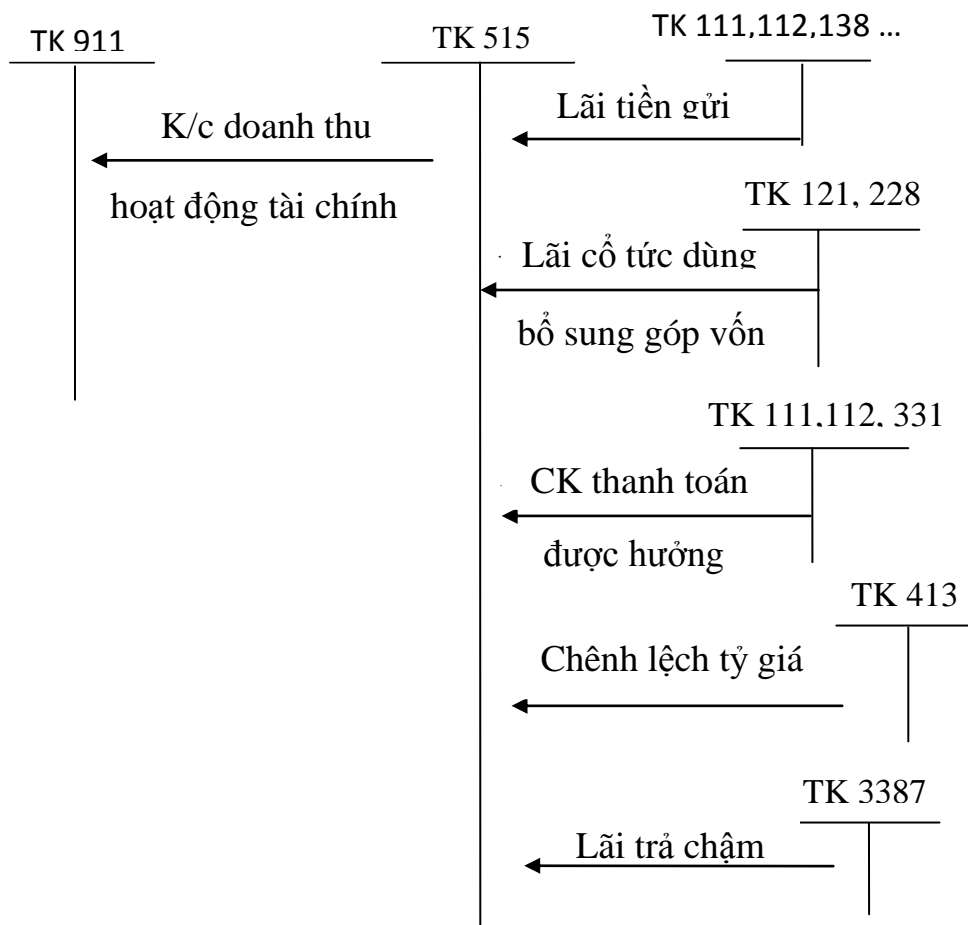 TK 911
TK 515
TK 111,112,138 ...
Lãi tiền gửi
K/c doanh thu
hoạt động tài chính
TK 121, 228
Lãi cổ tức dùng
bổ sung góp vốn
TK 111,112, 331
CK thanh toán
được hưởng
TK 413
Chênh lệch tỷ giá
TK 3387
Lãi trả chậm